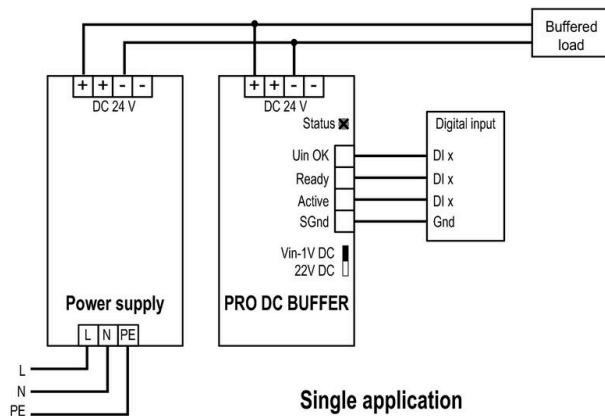 Buffered
load
+ + - -
DC 24 V
+ + - -
DC 24 V
Status
Digital input
Uin OK
DI x
Ready
DI x
Active
DI x
SGnd
Gnd
Vin-1V DC
22V DC
Power supply
PRO DC BUFFER
L N PE
L
N
PE
Single application